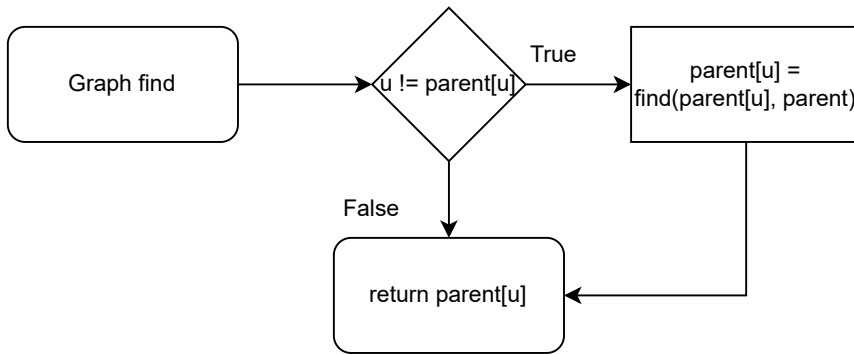 Graph find
u != parent[u]
True
parent[u] =
find(parent[u], parent)
False
return parent[u]